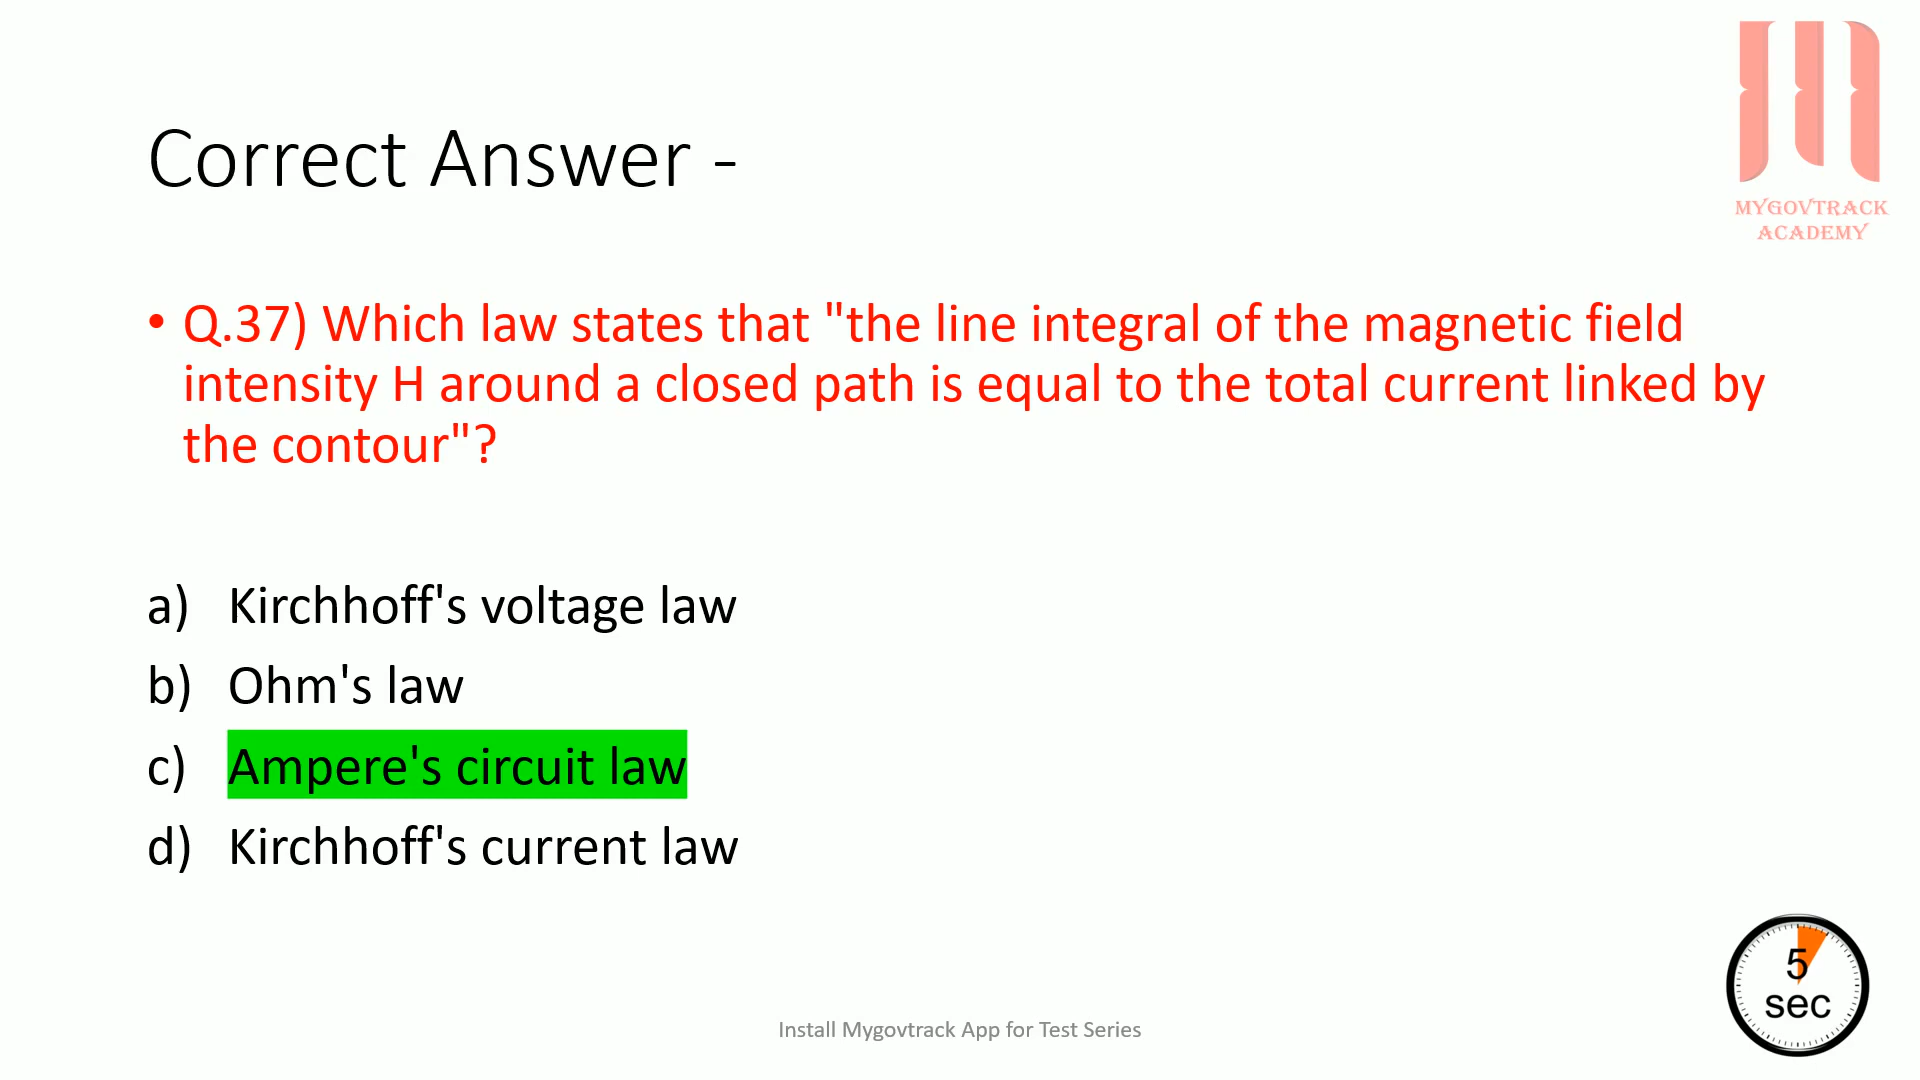 MYGOVTRACK
ACADEMY
Correct Answer -
• Q.37) Which law states that "the line integral of the magnetic field
intensity H around a closed path is equal to the total current linked by
the contour"?
a) Kirchhoff's voltage law
b) Ohm's law
c) Ampere's circuit law
d) Kirchhoff's current law
5
sec
Install Mygovtrack App for Test Series